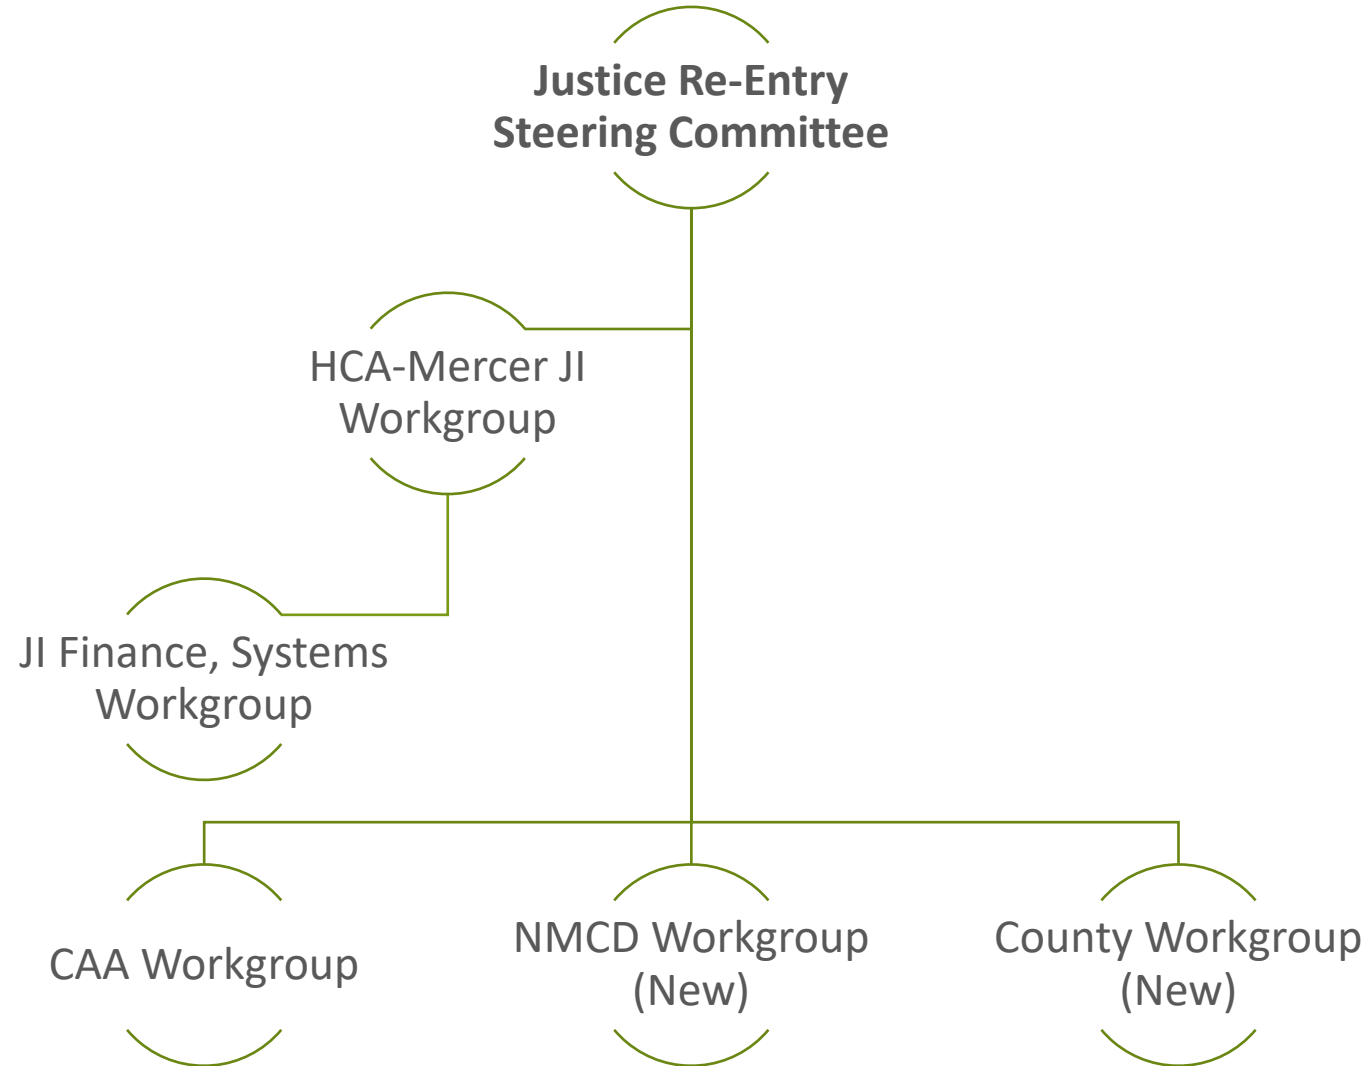 Justice Re-Entry
Steering Committee
HCA-Mercer JI
Workgroup
JI Finance, Systems
Workgroup
CAA Workgroup
NMCD Workgroup
(New)
County Workgroup
(New)